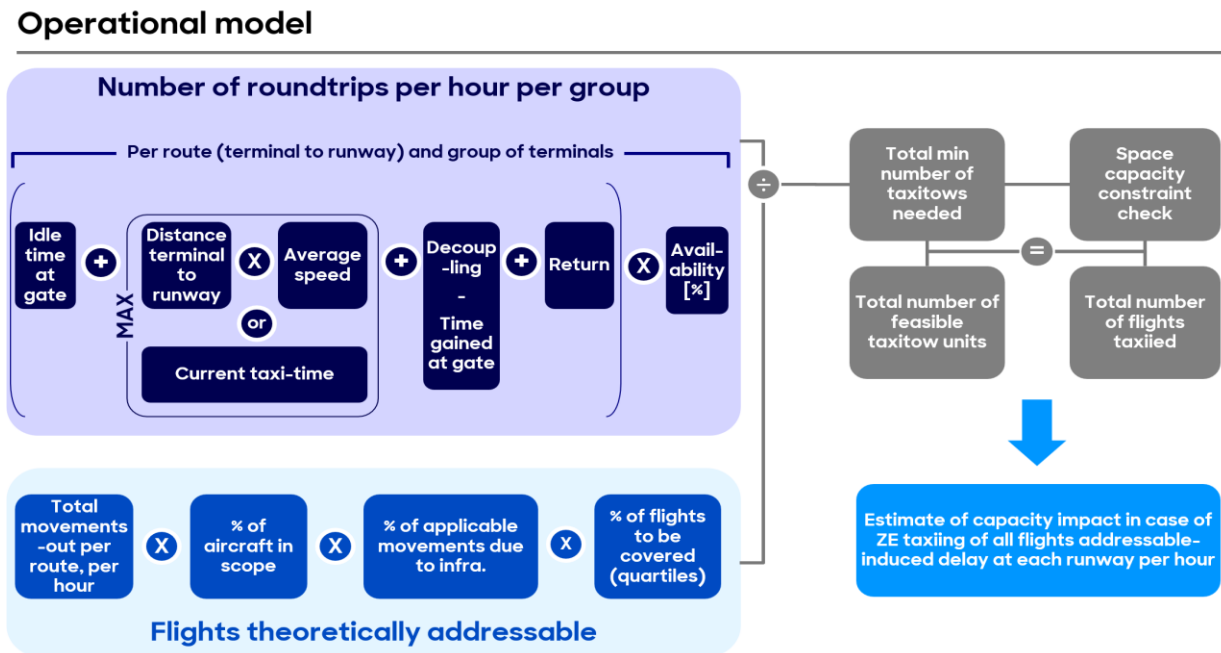 Operational model
Number of roundtrips per hour per group
Per route (terminal to runway) and group of terminals
Idle
time at
gate
+
MAX
Distance
terminal
to
runway
X
Average
speed
or
Current taxi-time
+
Decoup
-ling
-
Time
gained
at gate
+
Return
X
Avail-
ability
[%]
Total
movements
-out per
route, per
hour
X
% of
aircraft in
scope
X
% of applicable
movements due
to infra.
X
% of flights
to be
covered
(quartiles)
Flights theoretically addressable
÷
Total min
number of
taxitows
needed
Space
capacity
constraint
check
=
Total number of
feasible
taxitow units
Total number
of flights
taxiied
Estimate of capacity impact in case of
ZE taxiing of all flights addressable-
induced delay at each runway per hour